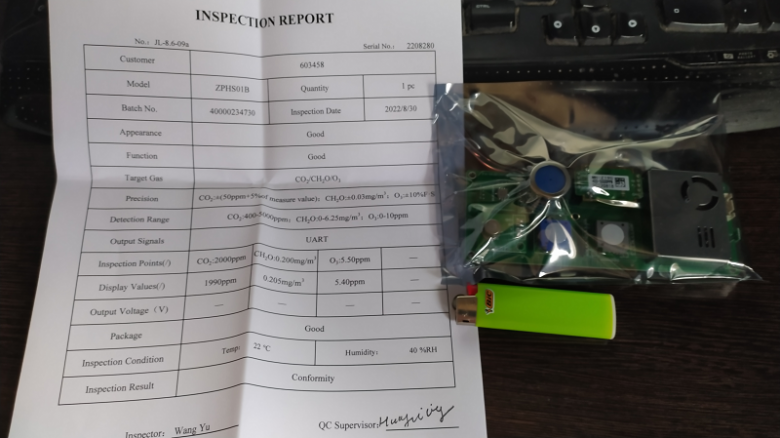 INSPECTION REPORT
No.: JL-8.6-09a Serial No.: 2208280
Customer 603458
Model ZPHS01B Quantity 1 pc
Batch No. 40000234730 Inspection Date 2022/8/30
Appearance Good
Function Good
Target Gas CO₂/CH₂O/O₃
Precision CO₂:±(50ppm+5%of measure value); CH₂O:±0.03mg/m³; O₃:±10%F·S
Detection Range CO₂:400-5000ppm; CH₂O:0-6.25mg/m³; O₃:0-10ppm
Output Signals UART
Inspection Points(/) CO₂:2000ppm CH₂O:0.200mg/m³ O₃:5.50ppm —
Display Values(/) 1990ppm 0.205mg/m³ 5.40ppm —
Output Voltage (V) — — — —
Package Good
Inspection Condition Temp: 22 ℃ Humidity: 40 %RH
Inspection Result Conformity
Inspector: Wang Yu QC Supervisor:
BIC